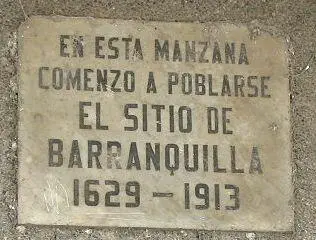 EN ESTA MANZANA
COMENZO A POBLARSE
EL SITIO DE
BARRANQUILLA
1629 - 1913